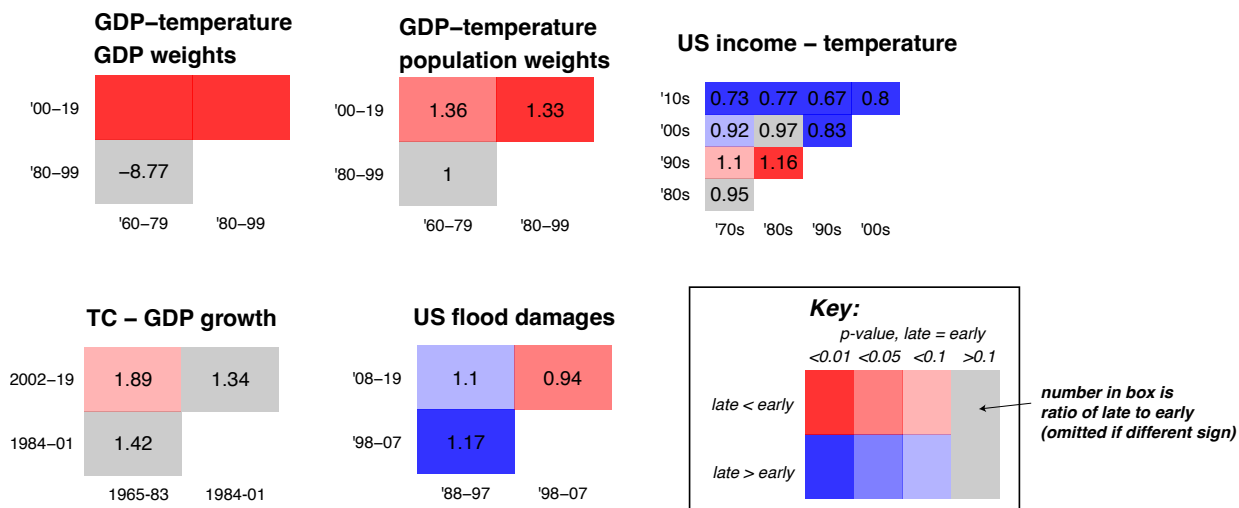 GDP–temperature
GDP weights
'00–19
'80–99 –8.77
'60–79 '80–99
GDP–temperature
population weights
'00–19 1.36 1.33
'80–99 1
'60–79 '80–99
US income – temperature
'10s 0.73 0.77 0.67 0.8
'00s 0.92 0.97 0.83
'90s 1.1 1.16
'80s 0.95
'70s '80s '90s '00s
TC – GDP growth
2002–19 1.89 1.34
1984–01 1.42
1965-83 1984-01
US flood damages
'08–19 1.1 0.94
'98–07 1.17
'88–97 '98–07
Key:
p-value, late = early
<0.01 <0.05 <0.1 >0.1
late < early
late > early
number in box is
ratio of late to early
(omitted if different sign)